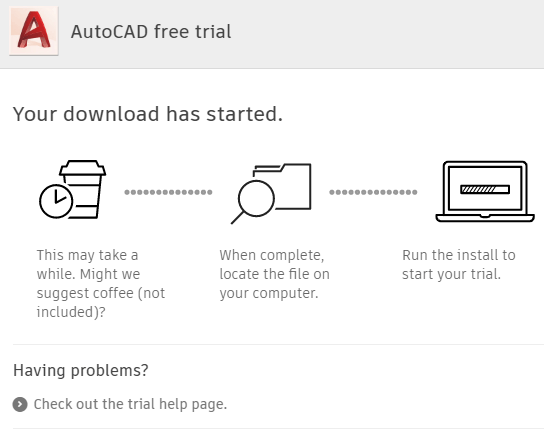 AutoCAD free trial
Your download has started.
This may take a
while. Might we
suggest coffee (not
included)?
When complete,
locate the file on
your computer.
Run the install to
start your trial.
Having problems?
Check out the trial help page.